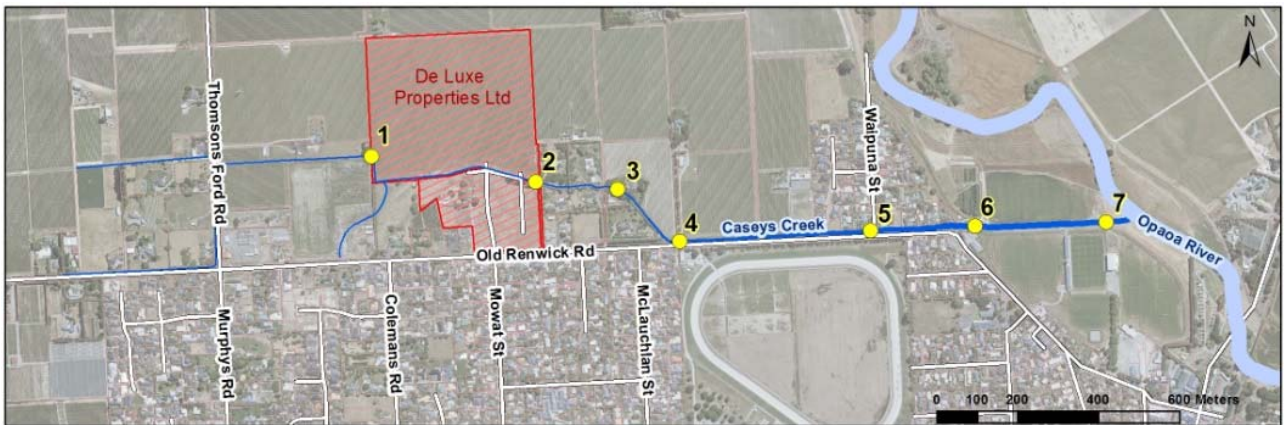 N
De Luxe
Properties Ltd
Thomsons Ford Rd
1
2
3
4
5
6
7
Waipuna St
Caseys Creek
Opaoa River
Old Renwick Rd
Murphys Rd
Colemans Rd
Mowat St
McLauchlan St
0 100 200 400 600 Meters